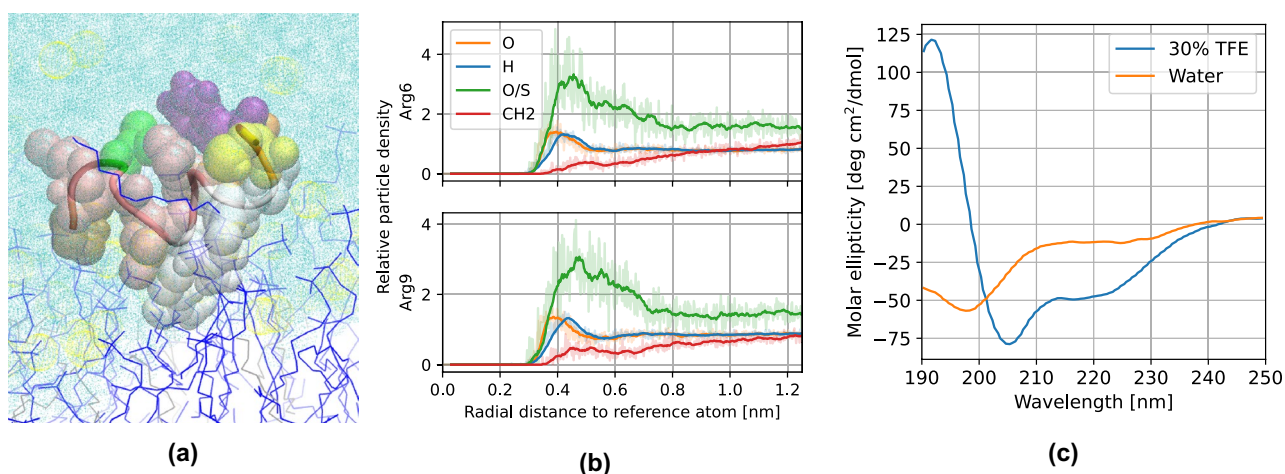 O
H
O/S
CH2
4
2
0
Arg6
4
2
0
Arg9
Relative particle density
0.0 0.2 0.4 0.6 0.8 1.0 1.2
Radial distance to reference atom [nm]
30% TFE
Water
125
100
75
50
25
0
−25
−50
−75
Molar ellipticity [deg cm²/dmol]
190 200 210 220 230 240 250
Wavelength [nm]
(a)
(b)
(c)